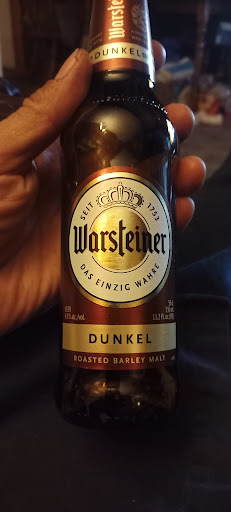 Warsteiner
DUNKEL
SEIT 1753
Warsteiner
DAS EINZIG WAHRE
DUNKEL
ROASTED BARLEY MALT